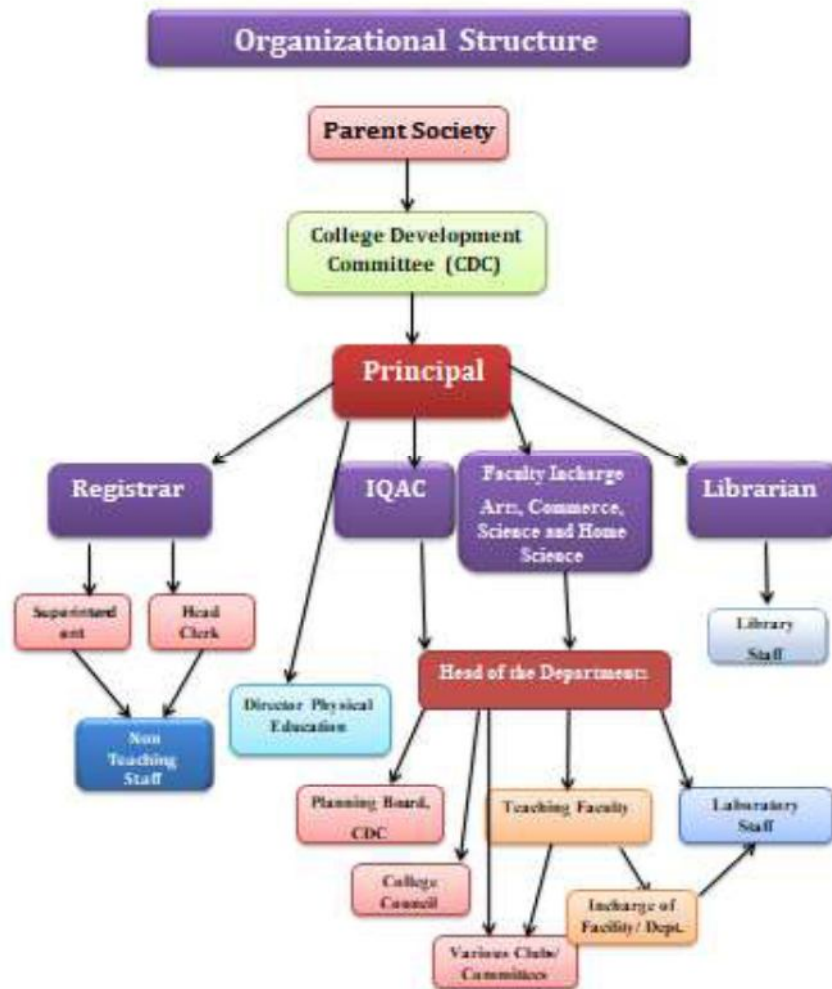 Organizational Structure
Parent Society
College Development
Committee (CDC)
Principal
Registrar
IQAC
Faculty Incharge
Arts, Commerce,
Science and Home
Science
Librarian
Superintend
ent
Head
Clerk
Library
Staff
Head of the Departments
Director Physical
Education
Non
Teaching
Staff
Planning Board,
CDC
Teaching Faculty
Laboratory
Staff
College
Council
Incharge of
Facility/ Dept.
Various Clubs/
Committees